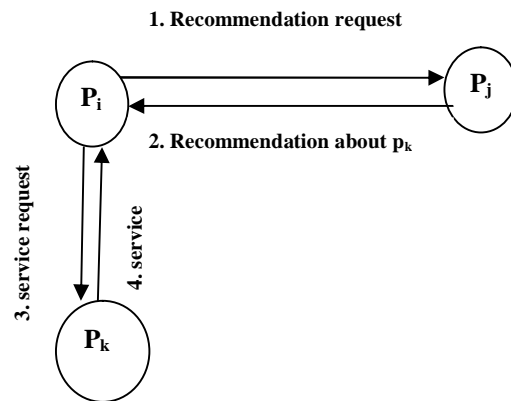 1. Recommendation request
Pi
Pj
2. Recommendation about pk
3. service request
4. service
Pk